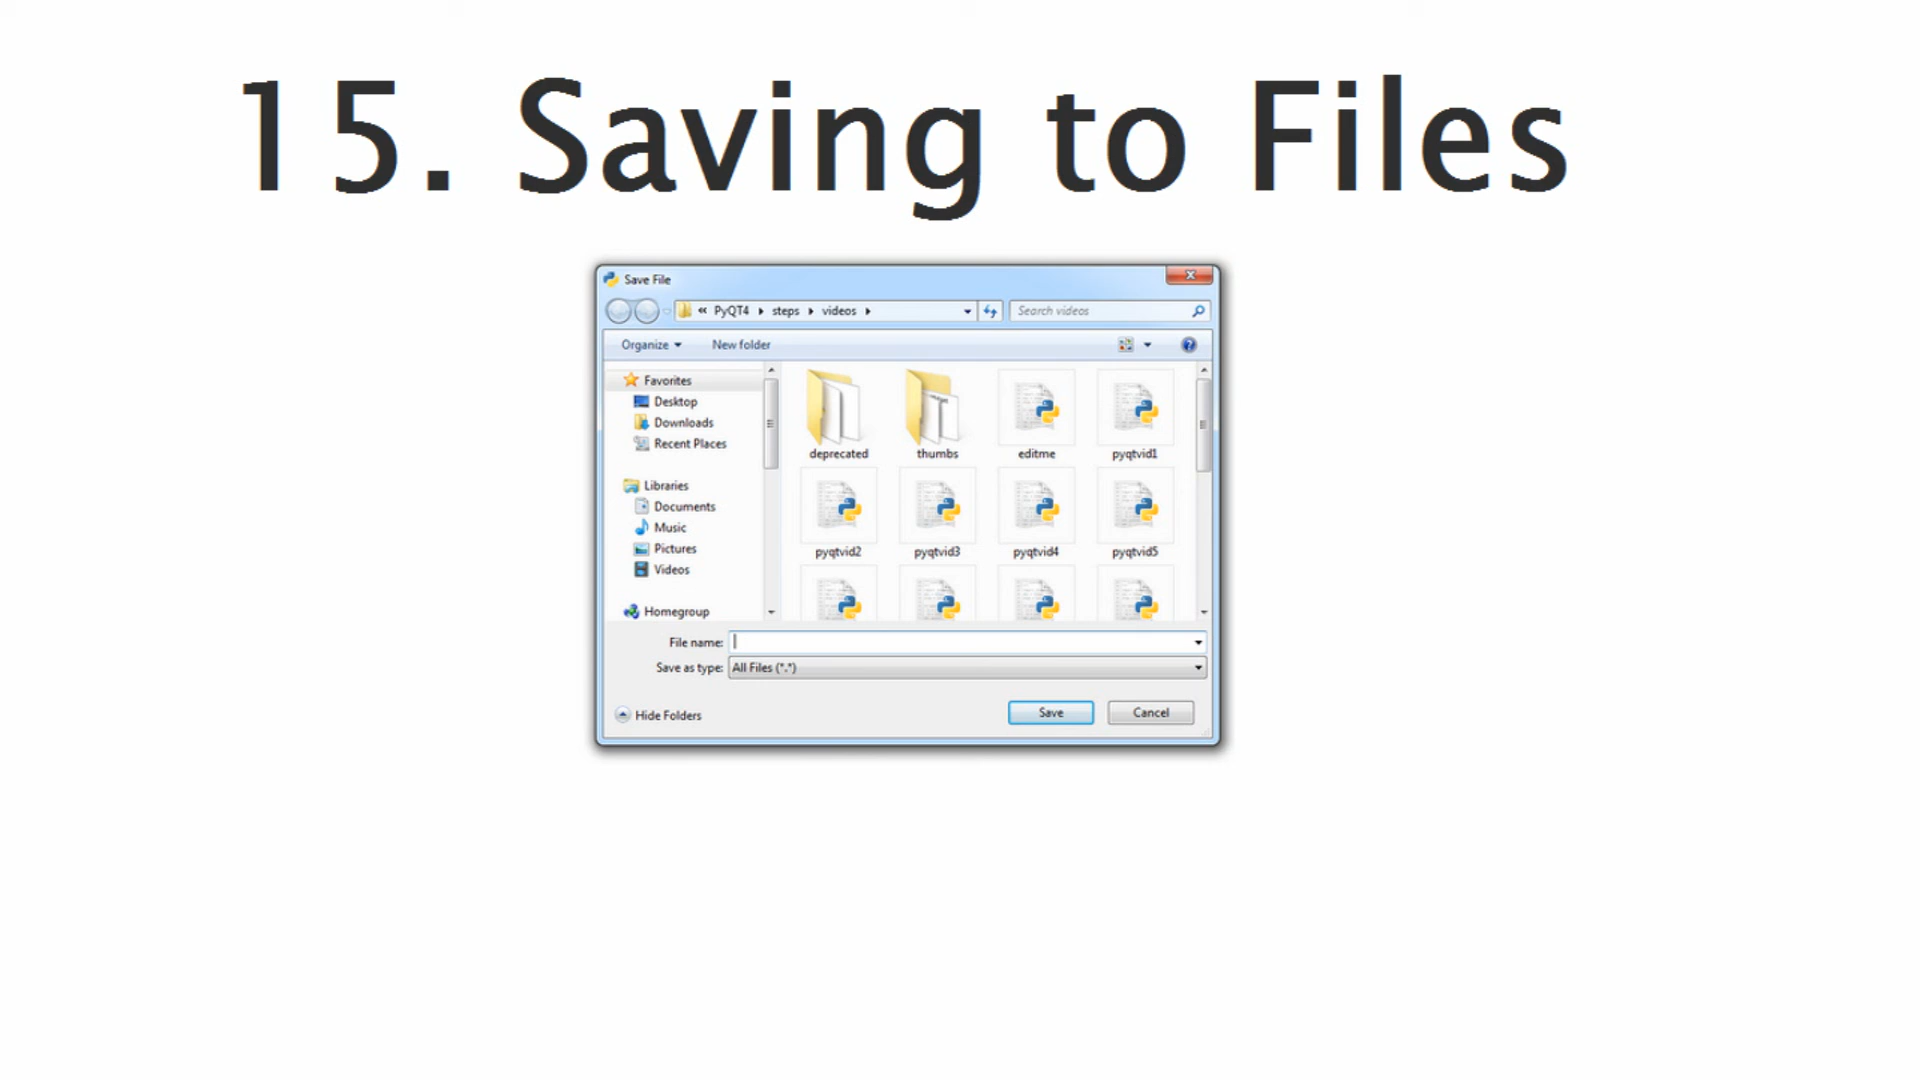 15. Saving to Files
Save File
« PyQT4 steps videos
Search videos
Organize
New folder
Favorites
Desktop
Downloads
Recent Places
Libraries
Documents
Music
Pictures
Videos
Homegroup
deprecated thumbs editme pyqtvid1
pyqtvid2 pyqtvid3 pyqtvid4 pyqtvid5
File name:
Save as type: All Files (*.*)
Hide Folders
Save
Cancel